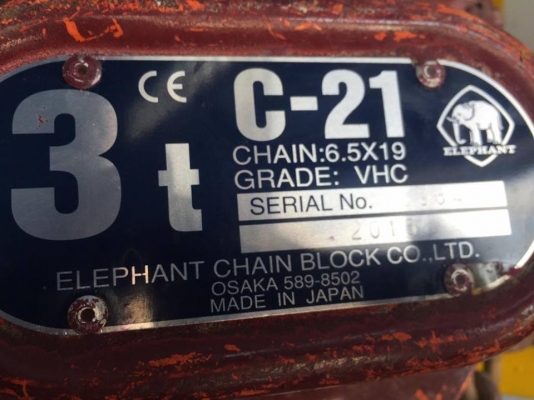 3 t
CE
C-21
CHAIN:6.5X19
GRADE: VHC
SERIAL No.
ELEPHANT
ELEPHANT CHAIN BLOCK CO.,LTD.
OSAKA 589-8502
MADE IN JAPAN